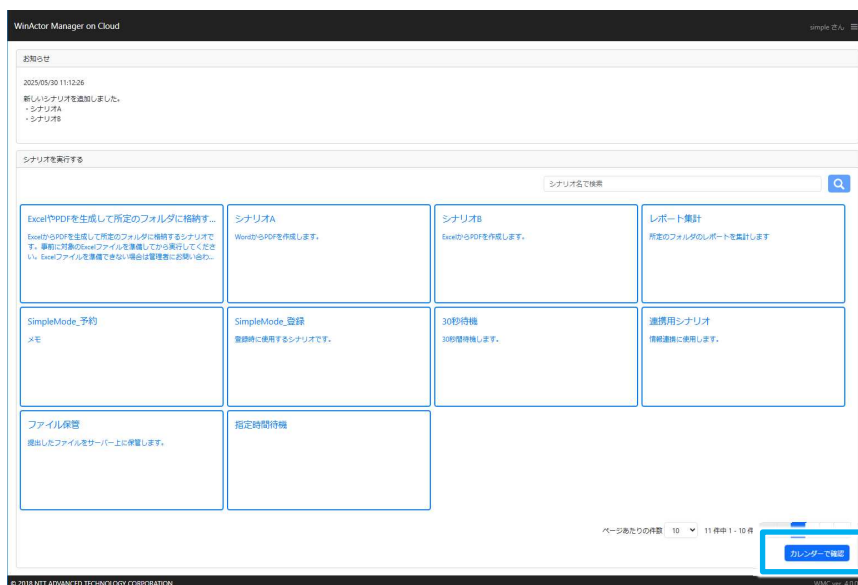 WinActor Manager on Cloud
simple さん
お知らせ
2025/05/30 11:12:26
新しいシナリオを追加しました。
・シナリオA
・シナリオB
シナリオを実行する
シナリオ名で検索
ExcelやPDFを生成して所定のフォルダに格納す...
ExcelからPDFを生成して所定のフォルダに格納するシナリオで
す。事前に対象のExcelファイルを準備してから実行してくださ
い。Excelファイルを準備できない場合は管理者にお問い合わ...
シナリオA
WordからPDFを作成します。
シナリオB
ExcelからPDFを作成します。
レポート集計
所定のフォルダのレポートを集計します
SimpleMode_予約
メモ
SimpleMode_登録
登録時に使用するシナリオです。
30秒待機
30秒間待機します。
連携用シナリオ
情報連携に使用します。
ファイル保管
提出したファイルをサーバー上に保管します。
指定時間待機
ページあたりの件数 10 11 件中 1 - 10 件
カレンダーで確認
© 2018 NTT ADVANCED TECHNOLOGY CORPORATION
WMC ver. 4.0.0